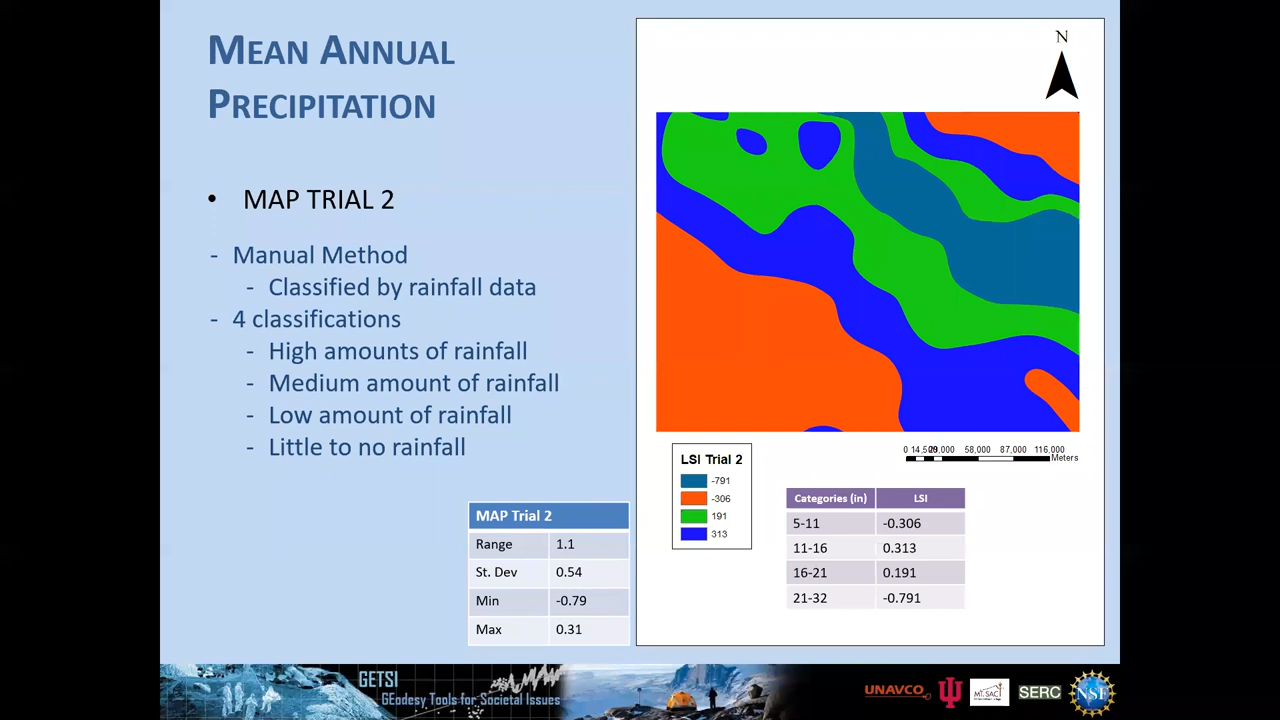 MEAN ANNUAL
PRECIPITATION
• MAP TRIAL 2
- Manual Method
- Classified by rainfall data
- 4 classifications
- High amounts of rainfall
- Medium amount of rainfall
- Low amount of rainfall
- Little to no rainfall
MAP Trial 2
Range 1.1
St. Dev 0.54
Min -0.79
Max 0.31
N
LSI Trial 2
-791
-306
191
313
0 14,500 29,000 58,000 87,000 116,000
Meters
Categories (in) LSI
5-11 -0.306
11-16 0.313
16-21 0.191
21-32 -0.791
GETSI
GEodesy Tools for Societal Issues
UNAVCO
MT. SAC
SERC
NSF